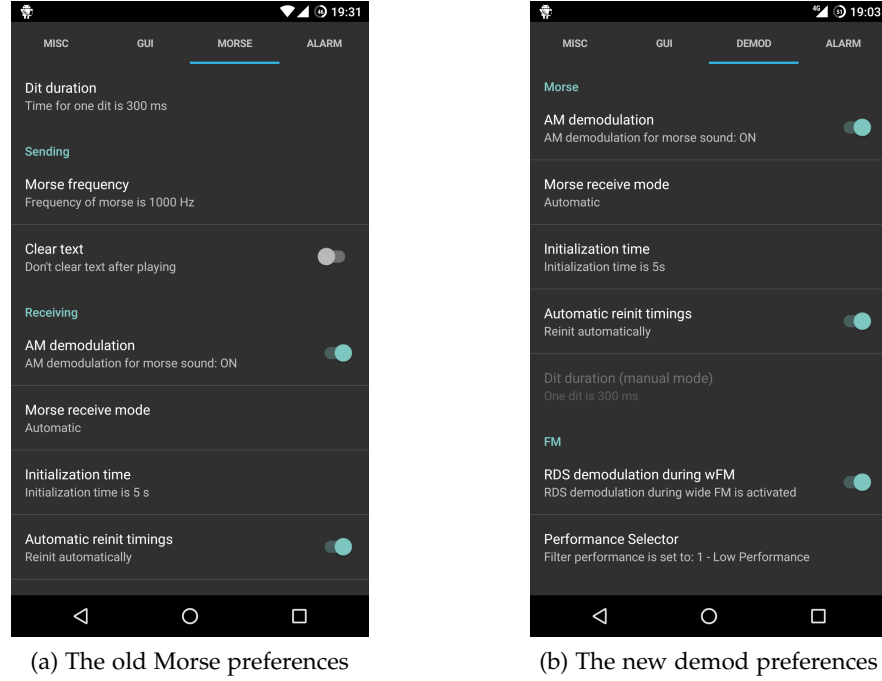 46 19:31
MISC GUI MORSE ALARM
Dit duration
Time for one dit is 300 ms
Sending
Morse frequency
Frequency of morse is 1000 Hz
Clear text
Don't clear text after playing
Receiving
AM demodulation
AM demodulation for morse sound: ON
Morse receive mode
Automatic
Initialization time
Initialization time is 5 s
Automatic reinit timings
Reinit automatically
(a) The old Morse preferences
4G 51 19:03
MISC GUI DEMOD ALARM
Morse
AM demodulation
AM demodulation for morse sound: ON
Morse receive mode
Automatic
Initialization time
Initialization time is 5s
Automatic reinit timings
Reinit automatically
Dit duration (manual mode)
One dit is 300 ms
FM
RDS demodulation during wFM
RDS demodulation during wide FM is activated
Performance Selector
Filter performance is set to: 1 - Low Performance
(b) The new demod preferences